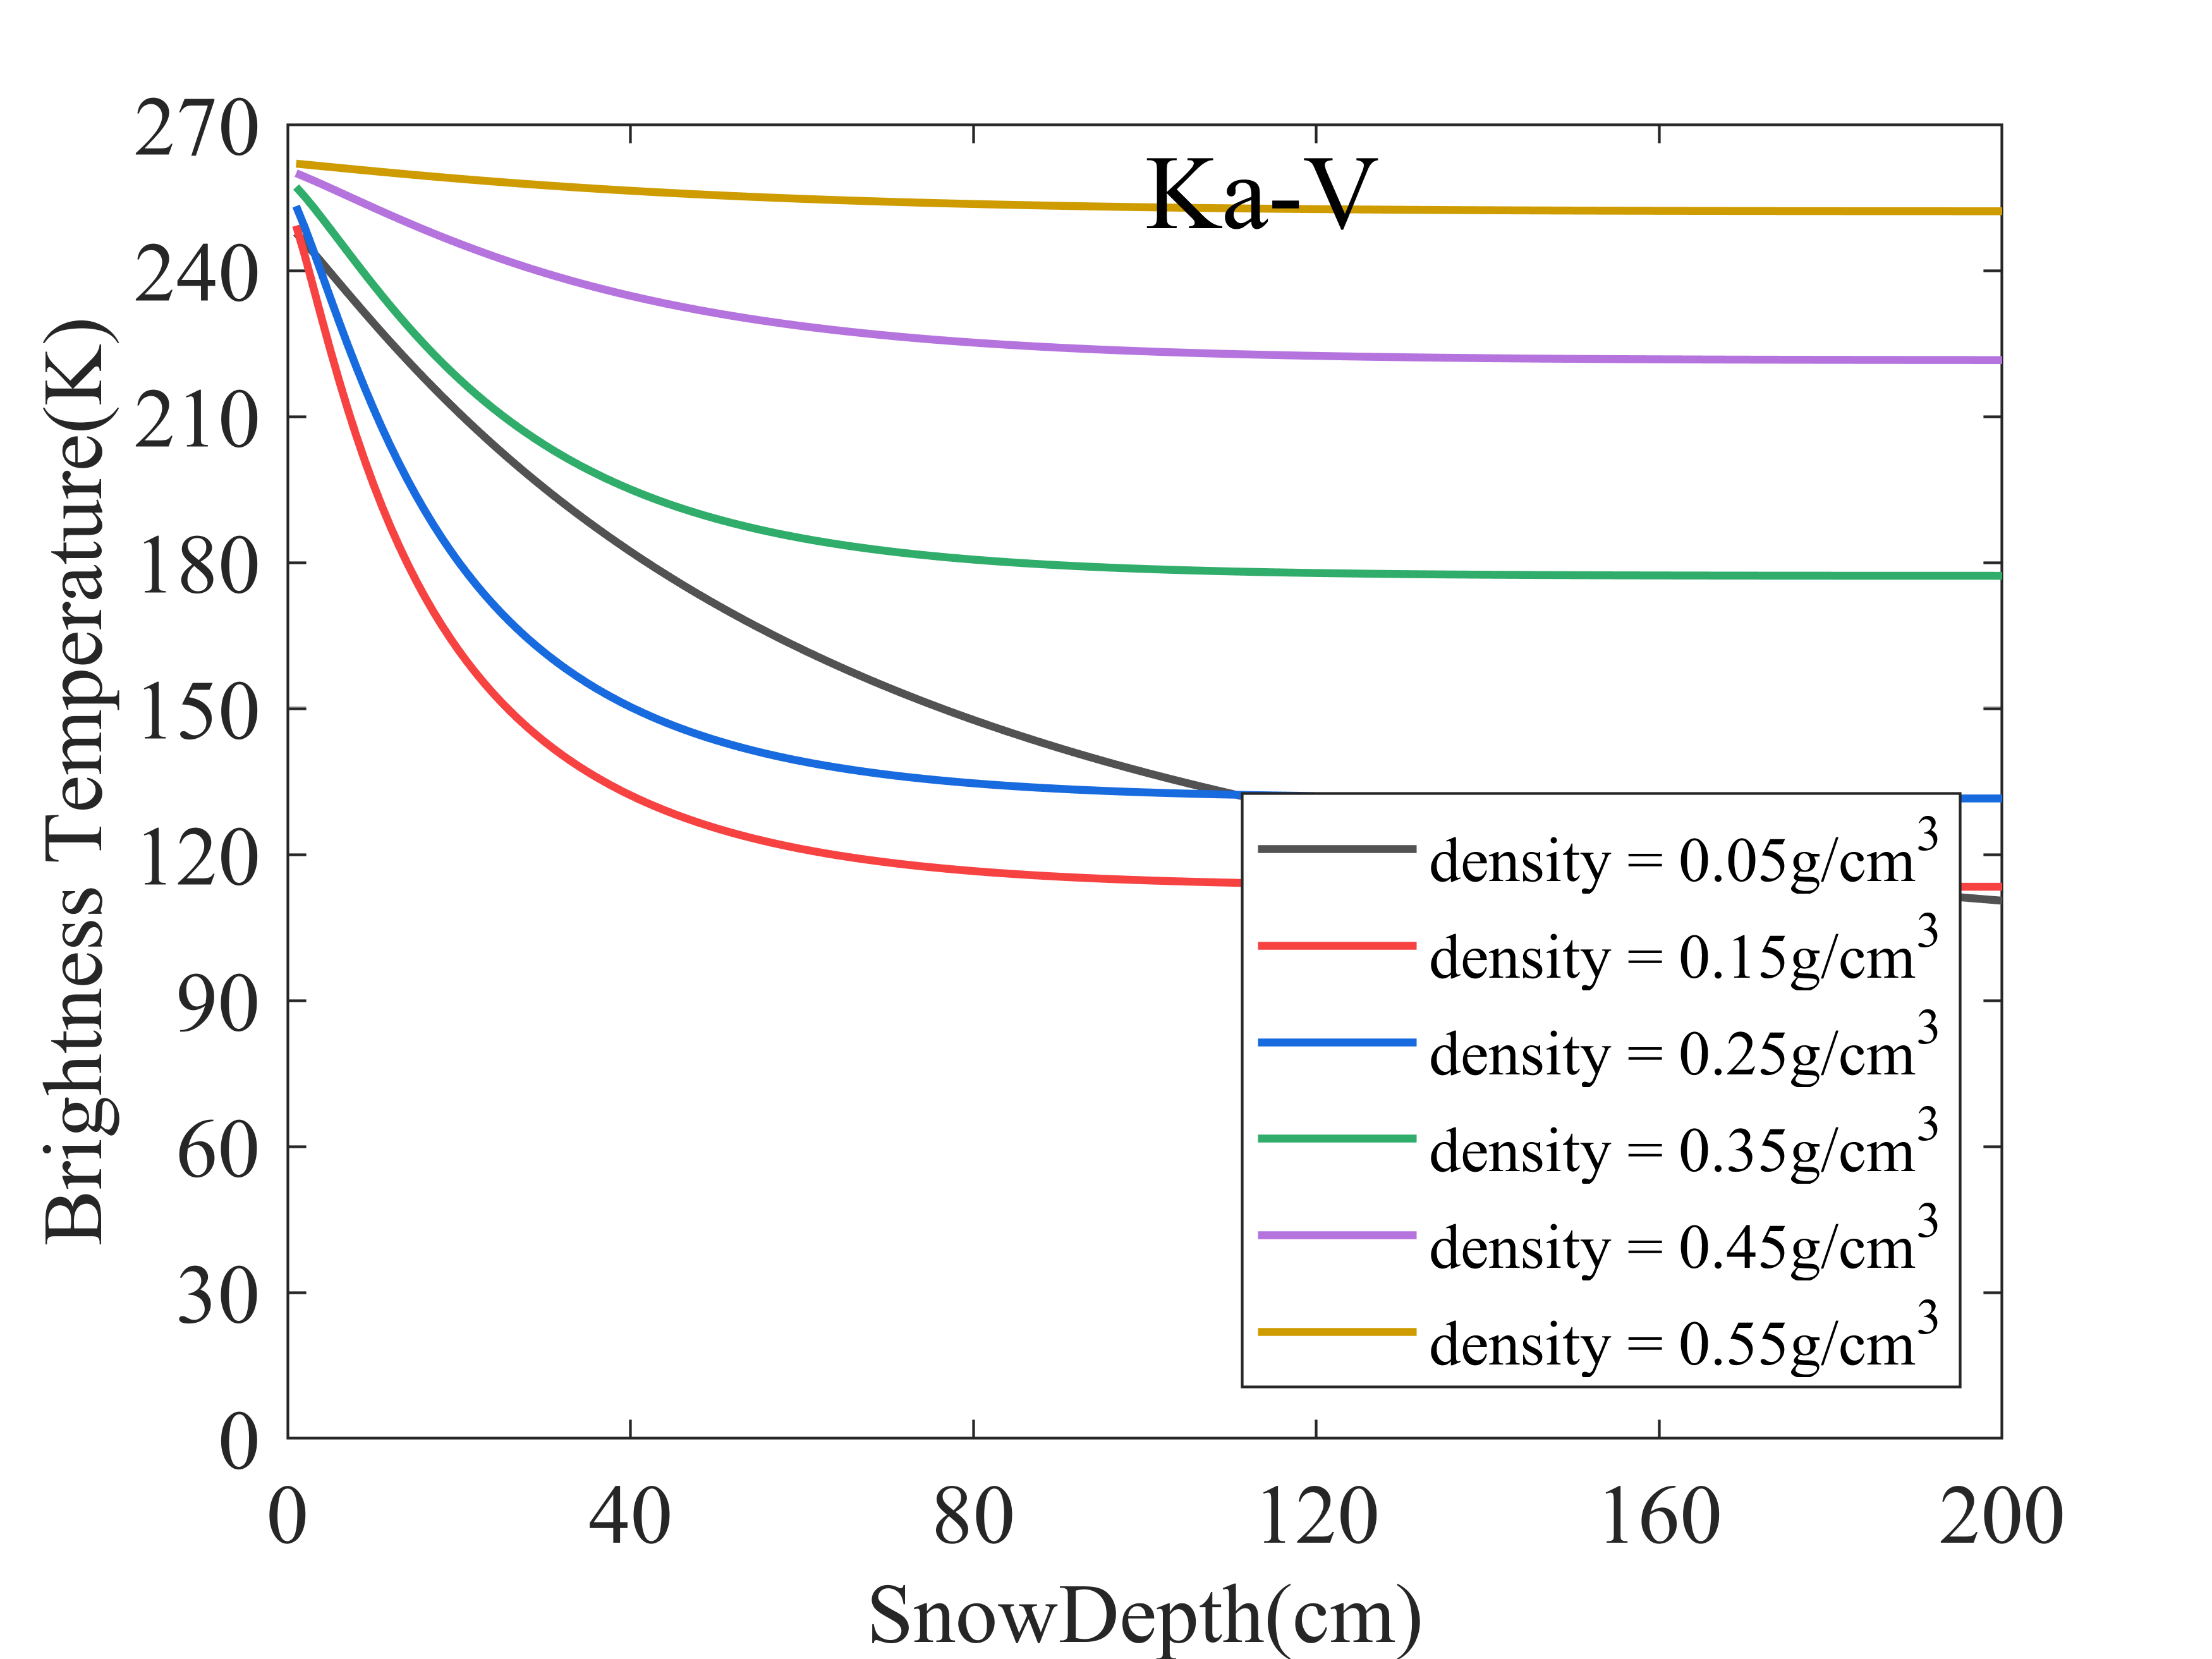 Ka-V
Brightness Temperature(K)
270
240
210
180
150
120
90
60
30
0
density = 0.05g/cm³
density = 0.15g/cm³
density = 0.25g/cm³
density = 0.35g/cm³
density = 0.45g/cm³
density = 0.55g/cm³
0 40 80 120 160 200
SnowDepth(cm)